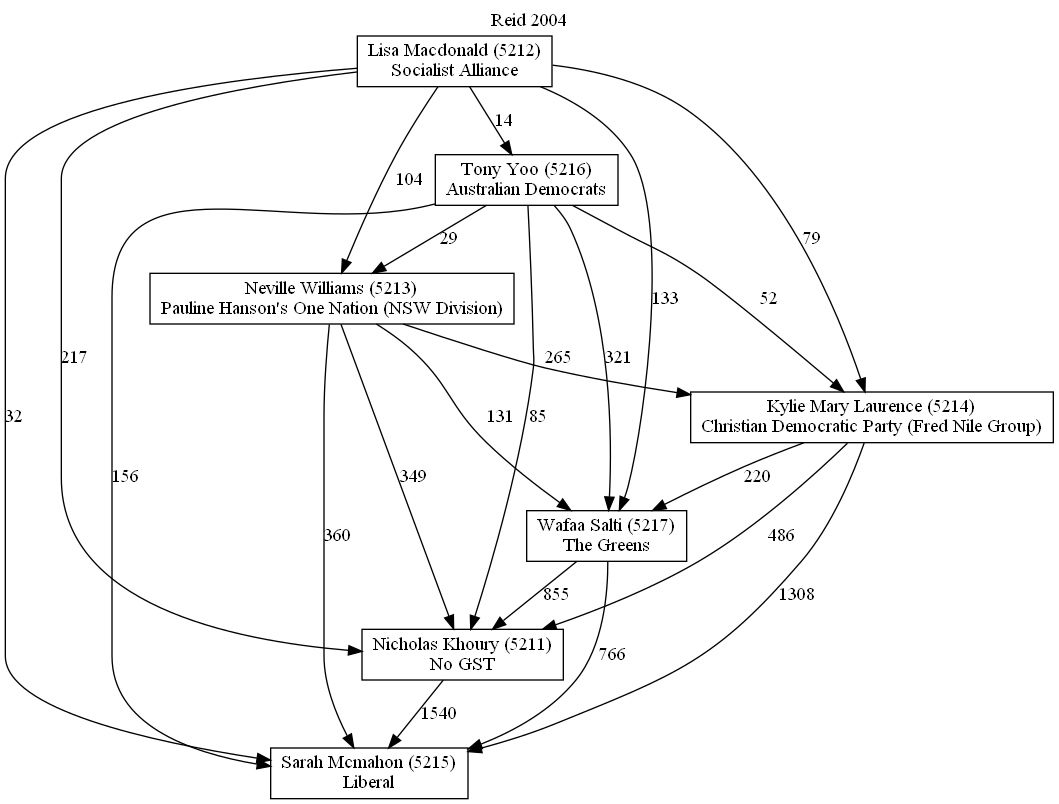 Reid 2004
Lisa Macdonald (5212)
Socialist Alliance
14
Tony Yoo (5216)
Australian Democrats
104
29
79
Neville Williams (5213)
Pauline Hanson's One Nation (NSW Division)
133
52
217
265
321
Kylie Mary Laurence (5214)
Christian Democratic Party (Fred Nile Group)
32
131
85
156
349
220
Wafaa Salti (5217)
The Greens
360
486
855
1308
Nicholas Khoury (5211)
No GST
766
1540
Sarah Mcmahon (5215)
Liberal